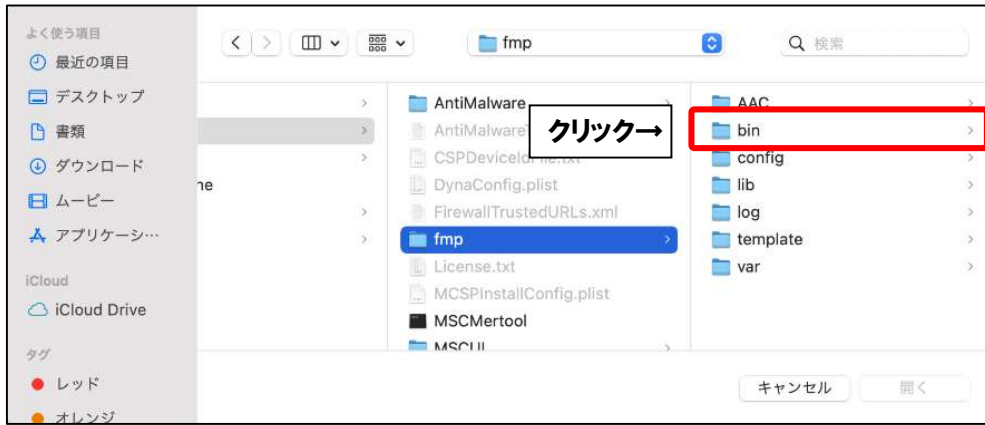 よく使う項目
最近の項目
デスクトップ
書類
ダウンロード
ムービー
アプリケーシ…
iCloud
iCloud Drive
タグ
レッド
オレンジ
fmp
検索
ne
AntiMalware
AntiMalware
CSPDeviceIdFile.txt
DynaConfig.plist
FirewallTrustedURLs.xml
fmp
License.txt
MCSPInstallConfig.plist
MSCMertool
MSCUI
クリック→
AAC
bin
config
lib
log
template
var
キャンセル
開く